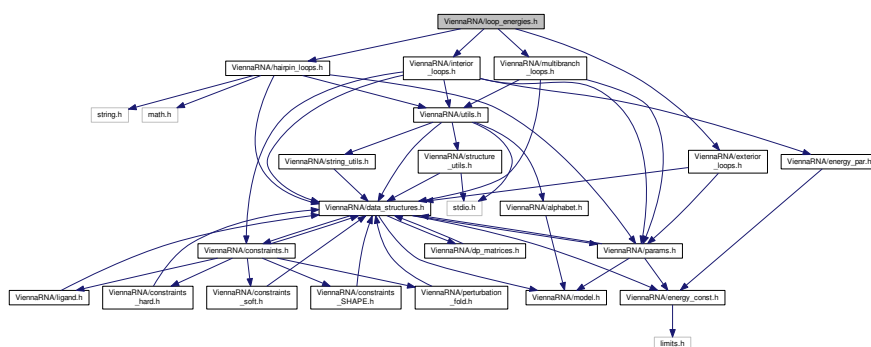 ViennaRNA/loop_energies.h
ViennaRNA/hairpin_loops.h
ViennaRNA/interior
_loops.h
ViennaRNA/multibranch
_loops.h
string.h
math.h
ViennaRNA/utils.h
ViennaRNA/string_utils.h
ViennaRNA/structure
_utils.h
ViennaRNA/exterior
_loops.h
ViennaRNA/energy_par.h
ViennaRNA/data_structures.h
stdio.h
ViennaRNA/alphabet.h
ViennaRNA/constraints.h
ViennaRNA/dp_matrices.h
ViennaRNA/params.h
ViennaRNA/ligand.h
ViennaRNA/constraints
_hard.h
ViennaRNA/constraints
_soft.h
ViennaRNA/constraints
_SHAPE.h
ViennaRNA/perturbation
_fold.h
ViennaRNA/model.h
ViennaRNA/energy_const.h
limits.h